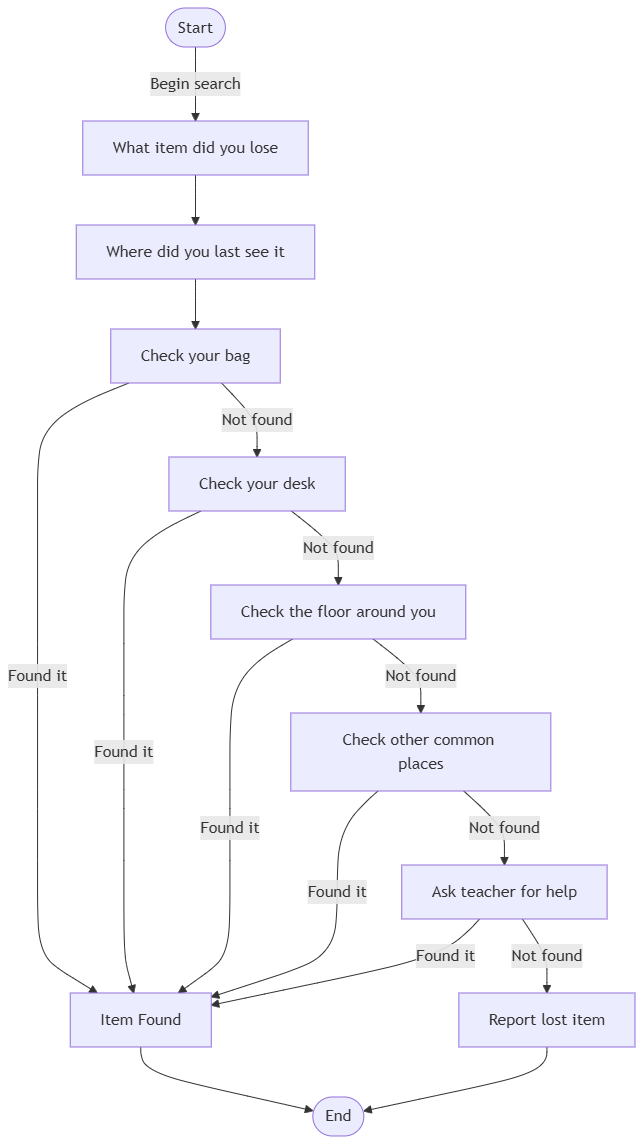 Start
Begin search
What item did you lose
Where did you last see it
Check your bag
Not found
Check your desk
Not found
Check the floor around you
Found it
Not found
Check other common
places
Found it
Found it
Not found
Found it
Ask teacher for help
Found it
Not found
Item Found
Report lost item
End